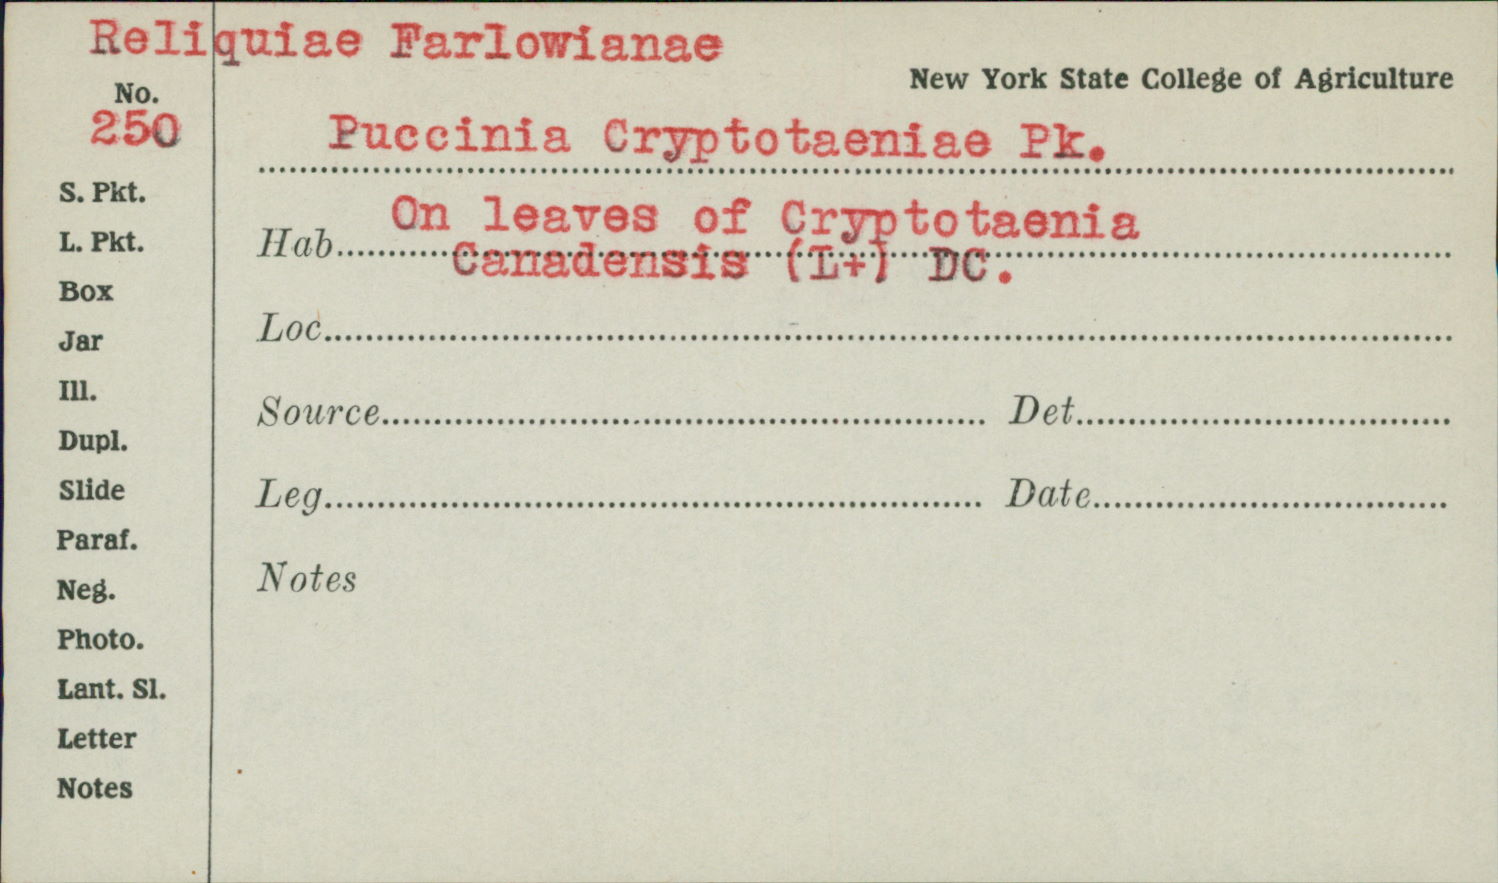 Reliquiae Farlowianae
New York State College of Agriculture
No.
250
Puccinia Cryptotaeniae Pk.
S. Pkt.
L. Pkt.
Box
Jar
Ill.
Dupl.
Slide
Paraf.
Neg.
Photo.
Lant. Sl.
Letter
Notes
On leaves of Cryptotaenia
Hab
Canadensis (L+) DC.
Loc
Source Det
Leg Date
Notes